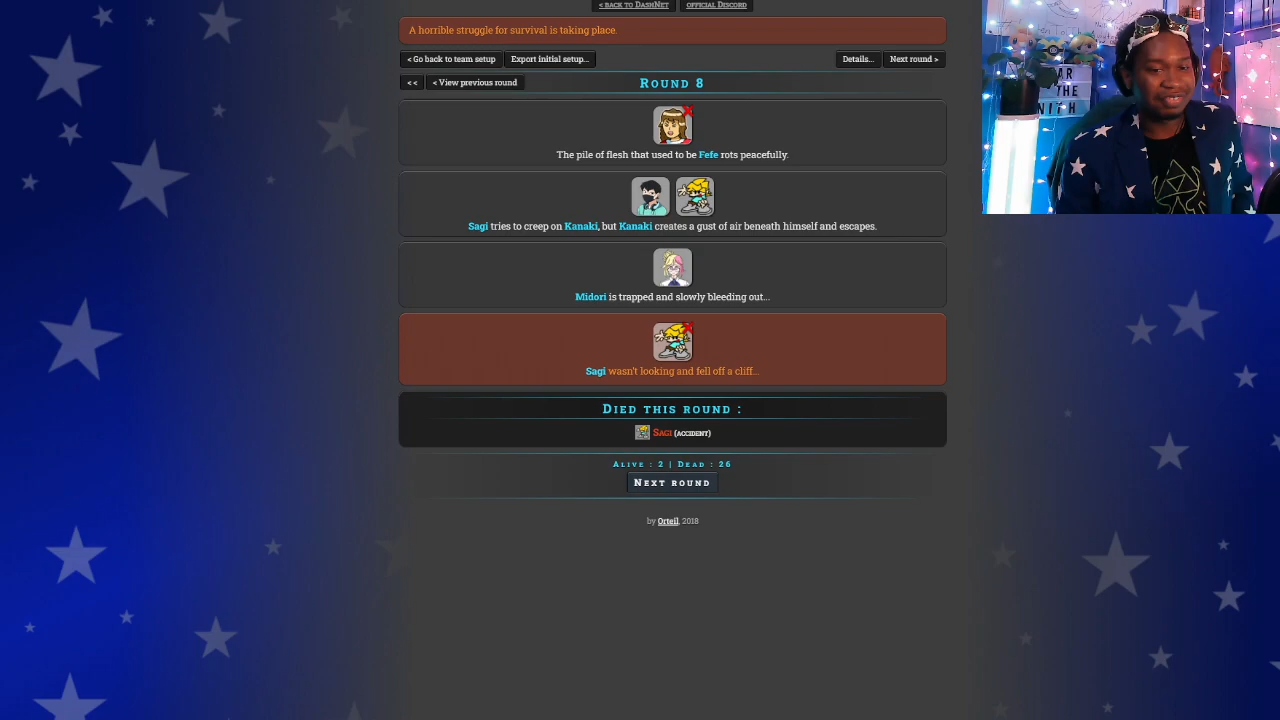 < BACK TO DASHNET OFFICIAL DISCORD
A horrible struggle for survival is taking place.
< Go back to team setup Export initial setup... Details... Next round >
<< < View previous round ROUND 8
The pile of flesh that used to be Fefe rots peacefully.
Sagi tries to creep on Kanaki, but Kanaki creates a gust of air beneath himself and escapes.
Midori is trapped and slowly bleeding out...
Sagi wasn't looking and fell off a cliff...
DIED THIS ROUND :
SAGI (ACCIDENT)
ALIVE : 2 | DEAD : 26
NEXT ROUND
by Orteil, 2018
THE